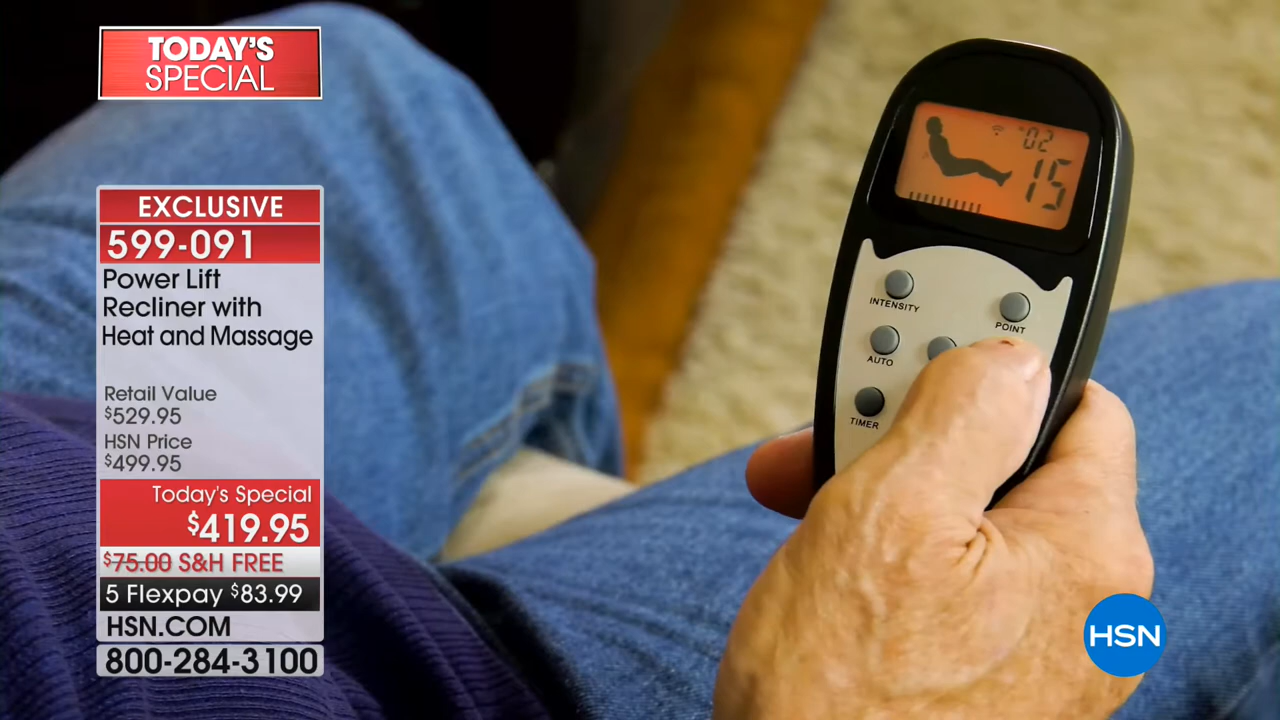 TODAY'S
SPECIAL
EXCLUSIVE
599-091
Power Lift
Recliner with
Heat and Massage
Retail Value
$529.95
HSN Price
$499.95
Today's Special
$419.95
$75.00 S&H FREE
5 Flexpay $83.99
HSN.COM
800-284-3100
02
15
INTENSITY
POINT
AUTO
TIMER
HSN